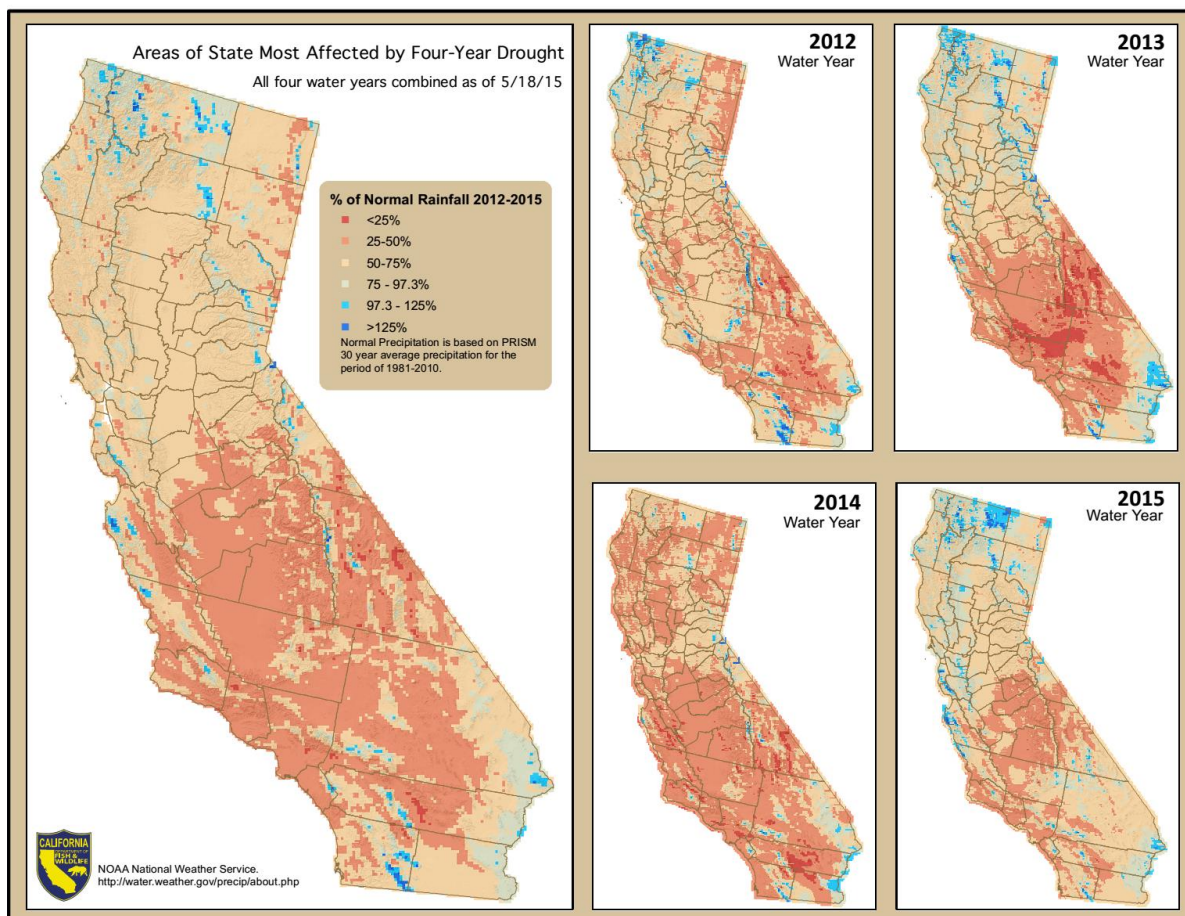 Areas of State Most Affected by Four-Year Drought
All four water years combined as of 5/18/15
% of Normal Rainfall 2012-2015
<25%
25-50%
50-75%
75 - 97.3%
97.3 - 125%
>125%
Normal Precipitation is based on PRISM
30 year average precipitation for the
period of 1981-2010.
CALIFORNIA
DEPARTMENT OF
FISH &
WILDLIFE
NOAA National Weather Service.
http://water.weather.gov/precip/about.php
2012
Water Year
2013
Water Year
2014
Water Year
2015
Water Year